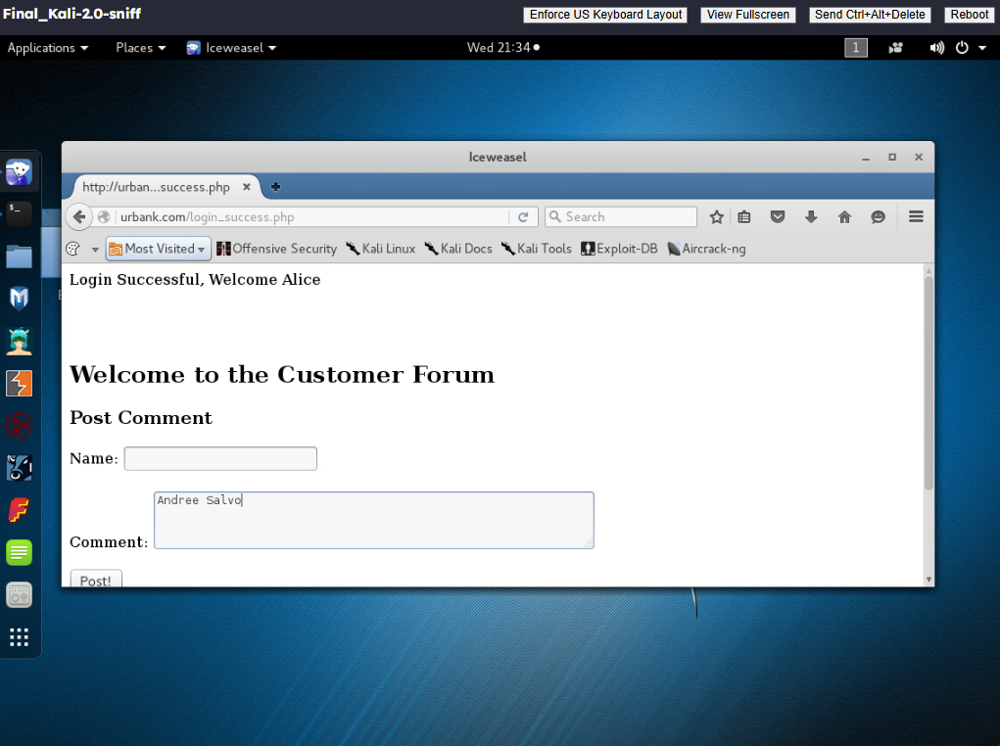 Final_Kali-2.0-sniff
Enforce US Keyboard Layout View Fullscreen Send Ctrl+Alt+Delete Reboot
Applications Places Iceweasel Wed 21:34 1
Iceweasel
http://urban...success.php
urbank.com/login_success.php Search
Most Visited Offensive Security Kali Linux Kali Docs Kali Tools Exploit-DB Aircrack-ng
Login Successful, Welcome Alice
Welcome to the Customer Forum
Post Comment
Name:
Andree Salvo
Comment:
Post!